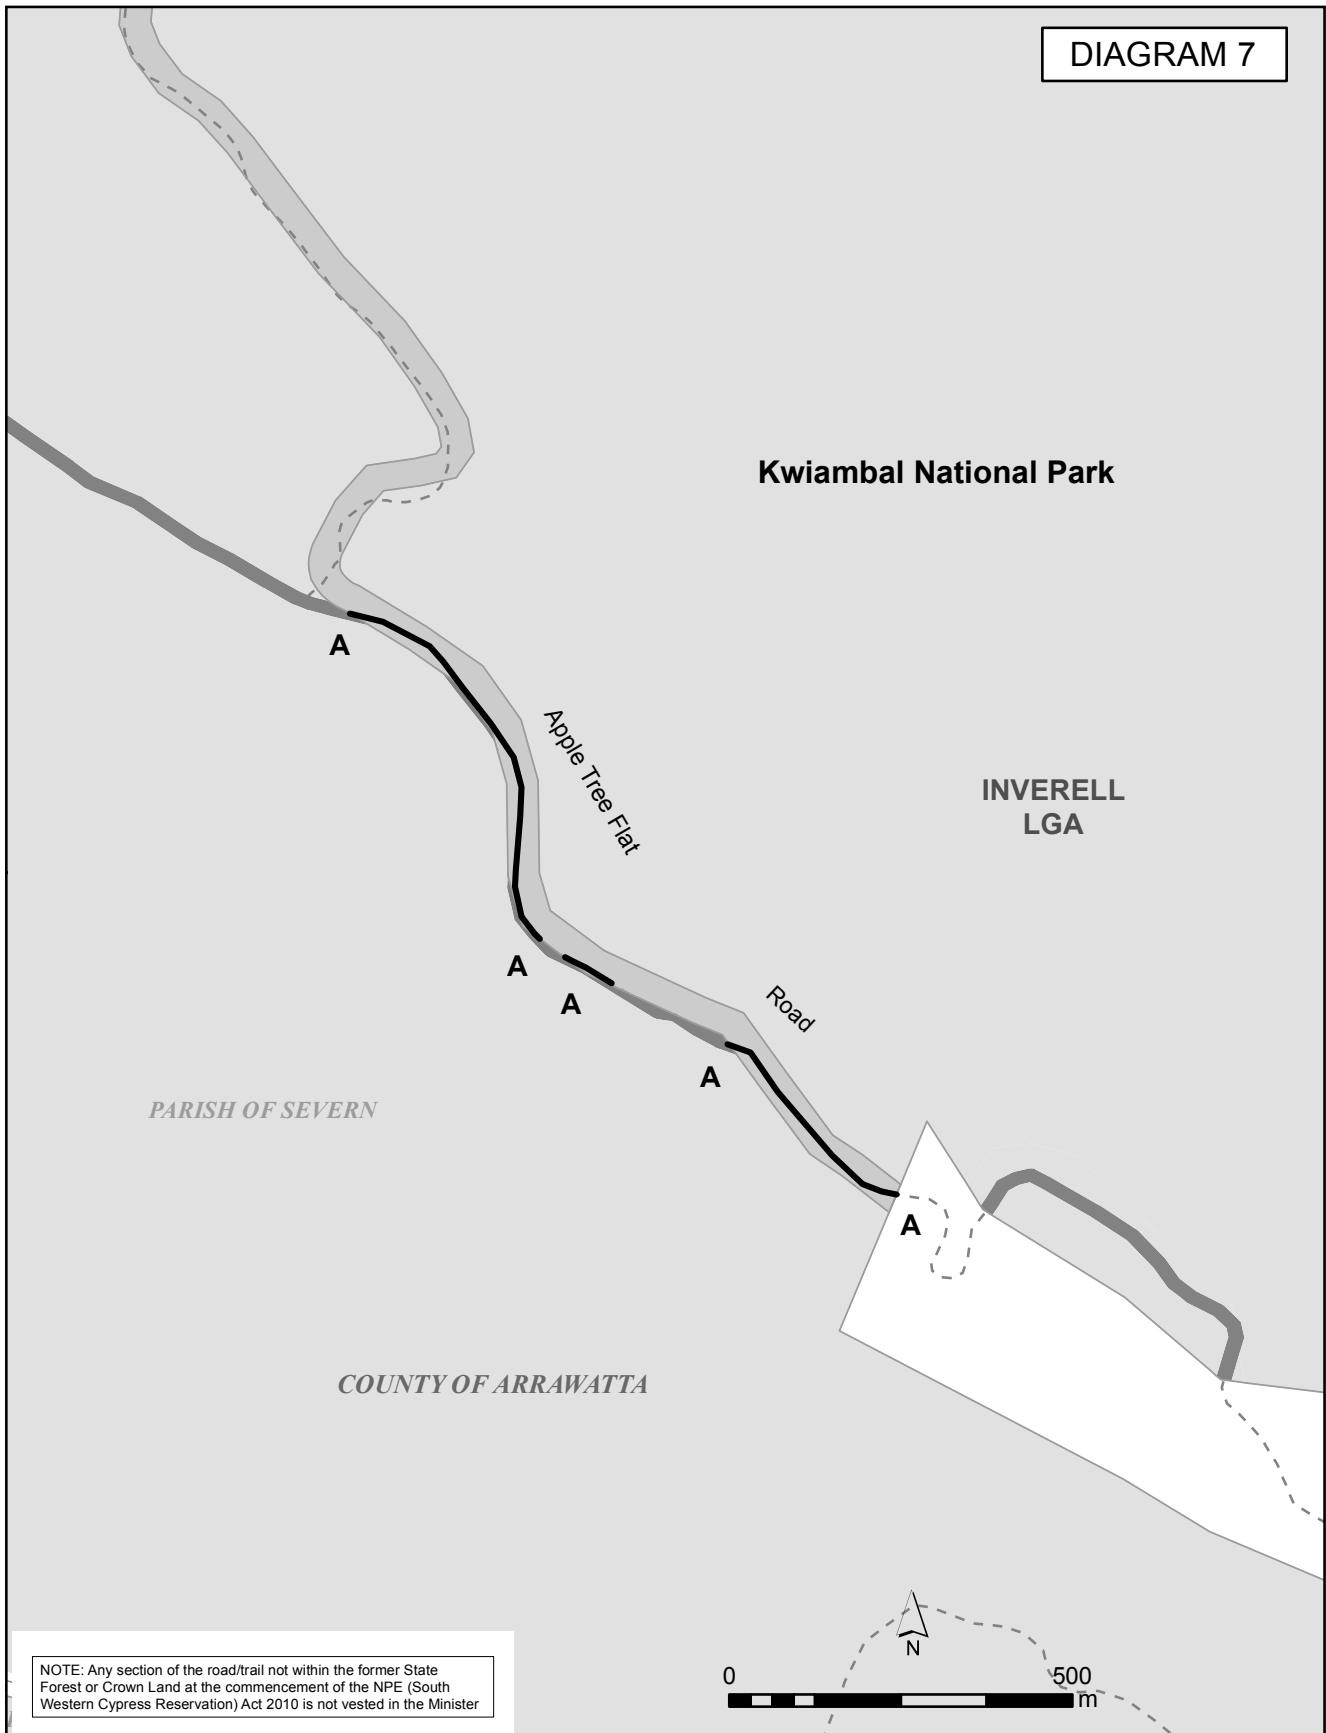 DIAGRAM 7
Kwiambal National Park
A
Apple Tree Flat
INVERELL
LGA
A
A
Road
A
PARISH OF SEVERN
A
COUNTY OF ARRAWATTA
N
0 500
m
NOTE: Any section of the road/trail not within the former State
Forest or Crown Land at the commencement of the NPE (South
Western Cypress Reservation) Act 2010 is not vested in the Minister